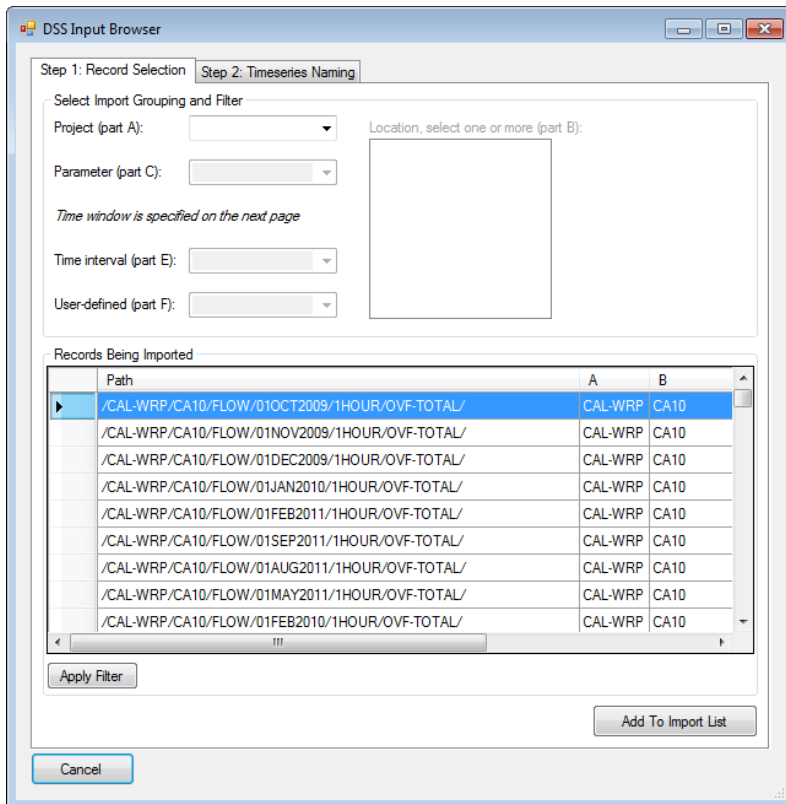 DSS Input Browser
Step 1: Record Selection Step 2: Timeseries Naming
Select Import Grouping and Filter
Project (part A): Location, select one or more (part B):
Parameter (part C):
Time window is specified on the next page
Time interval (part E):
User-defined (part F):
Records Being Imported
Path A B
/CAL-WRP/CA10/FLOW/01OCT2009/1HOUR/OVF-TOTAL/ CAL-WRP CA10
/CAL-WRP/CA10/FLOW/01NOV2009/1HOUR/OVF-TOTAL/ CAL-WRP CA10
/CAL-WRP/CA10/FLOW/01DEC2009/1HOUR/OVF-TOTAL/ CAL-WRP CA10
/CAL-WRP/CA10/FLOW/01JAN2010/1HOUR/OVF-TOTAL/ CAL-WRP CA10
/CAL-WRP/CA10/FLOW/01FEB2011/1HOUR/OVF-TOTAL/ CAL-WRP CA10
/CAL-WRP/CA10/FLOW/01SEP2011/1HOUR/OVF-TOTAL/ CAL-WRP CA10
/CAL-WRP/CA10/FLOW/01AUG2011/1HOUR/OVF-TOTAL/ CAL-WRP CA10
/CAL-WRP/CA10/FLOW/01MAY2011/1HOUR/OVF-TOTAL/ CAL-WRP CA10
/CAL-WRP/CA10/FLOW/01FEB2010/1HOUR/OVF-TOTAL/ CAL-WRP CA10
Apply Filter
Add To Import List
Cancel